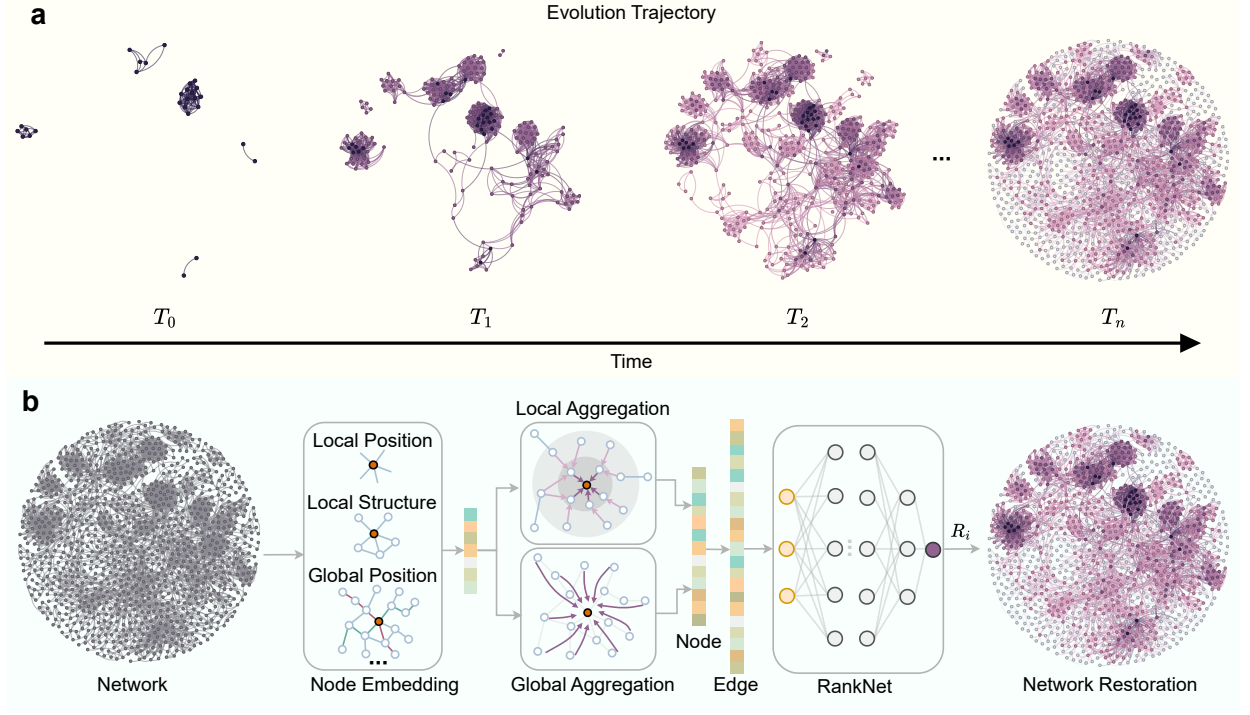 a
Evolution Trajectory
...
T0 T1 T2 Tn
Time
b
Local Aggregation
Local Position
Local Structure
Global Position
...
Ri
Node
Network
Node Embedding
Global Aggregation
Edge
RankNet
Network Restoration